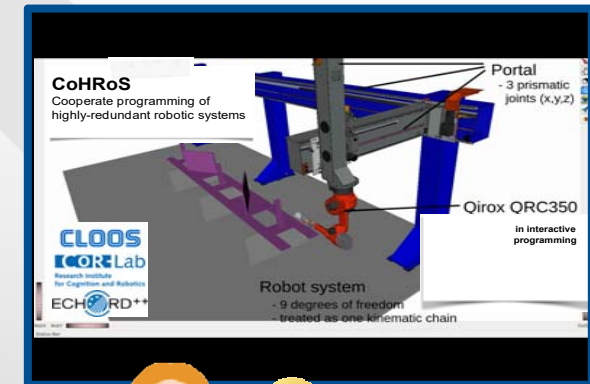 CoHRoS
Cooperate programming of
highly-redundant robotic systems
Portal
- 3 prismatic
joints (x,y,z)
Qirox QRC350
in interactive
programming
CLOOS
COR-Lab
Research Institute
for Cognition and Robotics
ECHORD++
Robot system
- 9 degrees of freedom
- treated as one kinematic chain